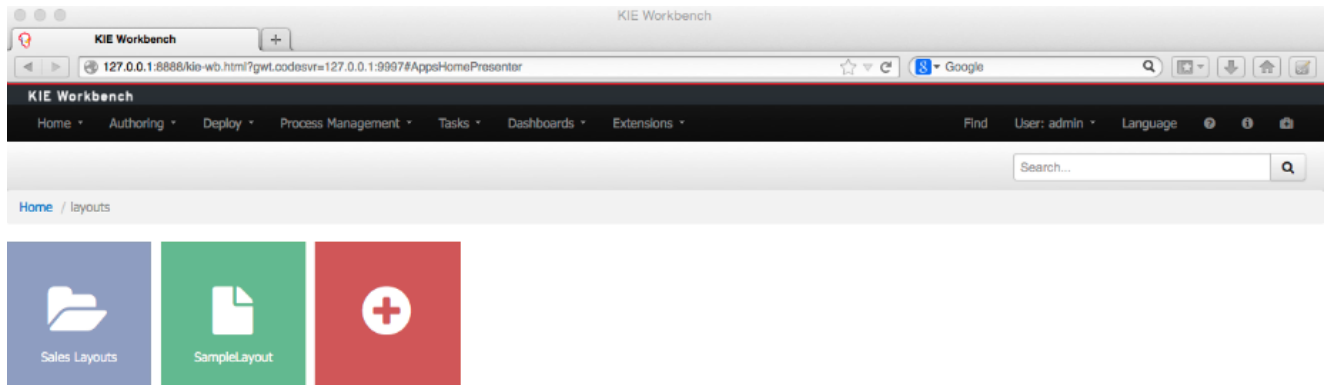 KIE Workbench
KIE Workbench
127.0.0.1:8888/kie-wb.html?gwt.codesvr=127.0.0.1:9997#AppsHomePresenter Google
KIE Workbench
Home Authoring Deploy Process Management Tasks Dashboards Extensions Find User: admin Language
Search...
Home / layouts
Sales Layouts SampleLayout